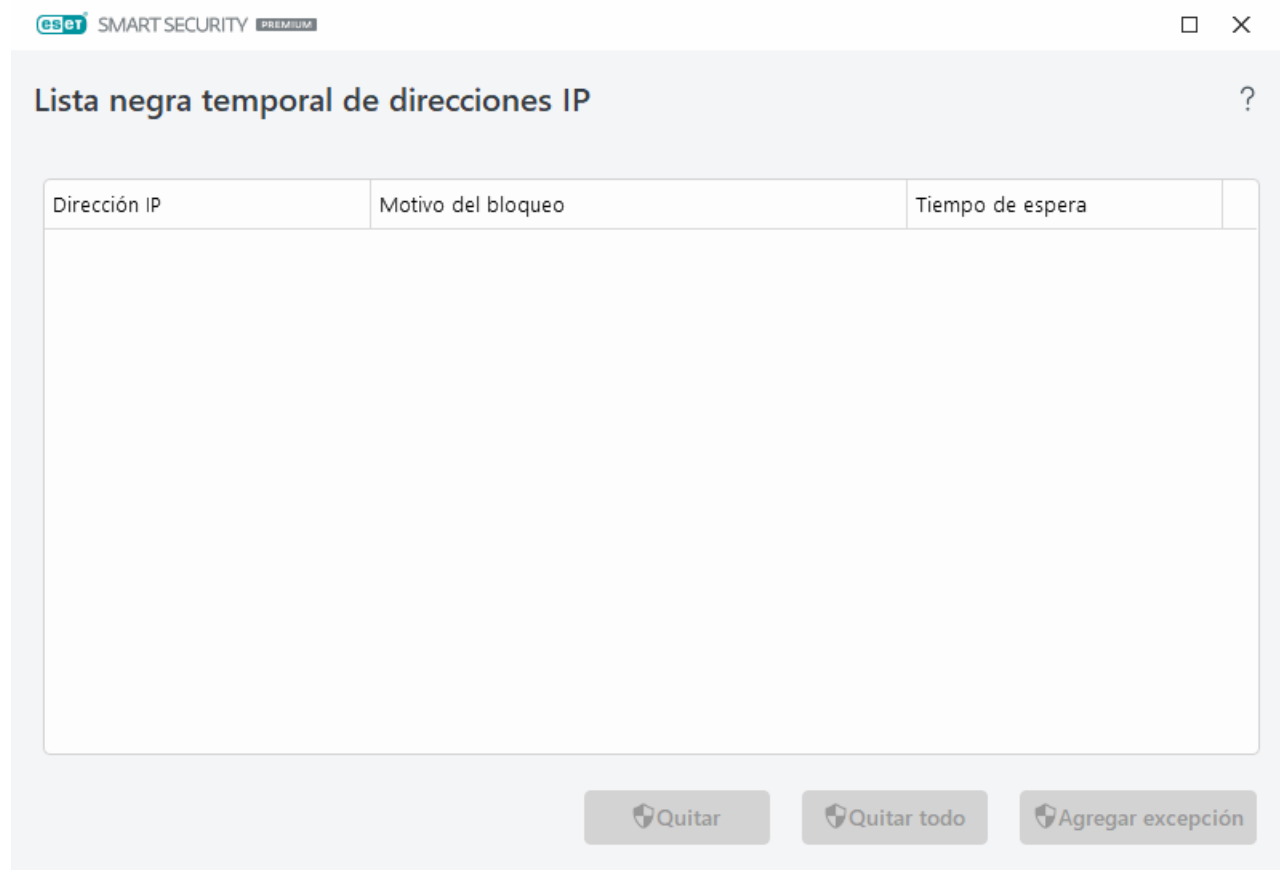 eset SMART SECURITY PREMIUM
Lista negra temporal de direcciones IP
?
Dirección IP Motivo del bloqueo Tiempo de espera
Quitar Quitar todo Agregar excepción